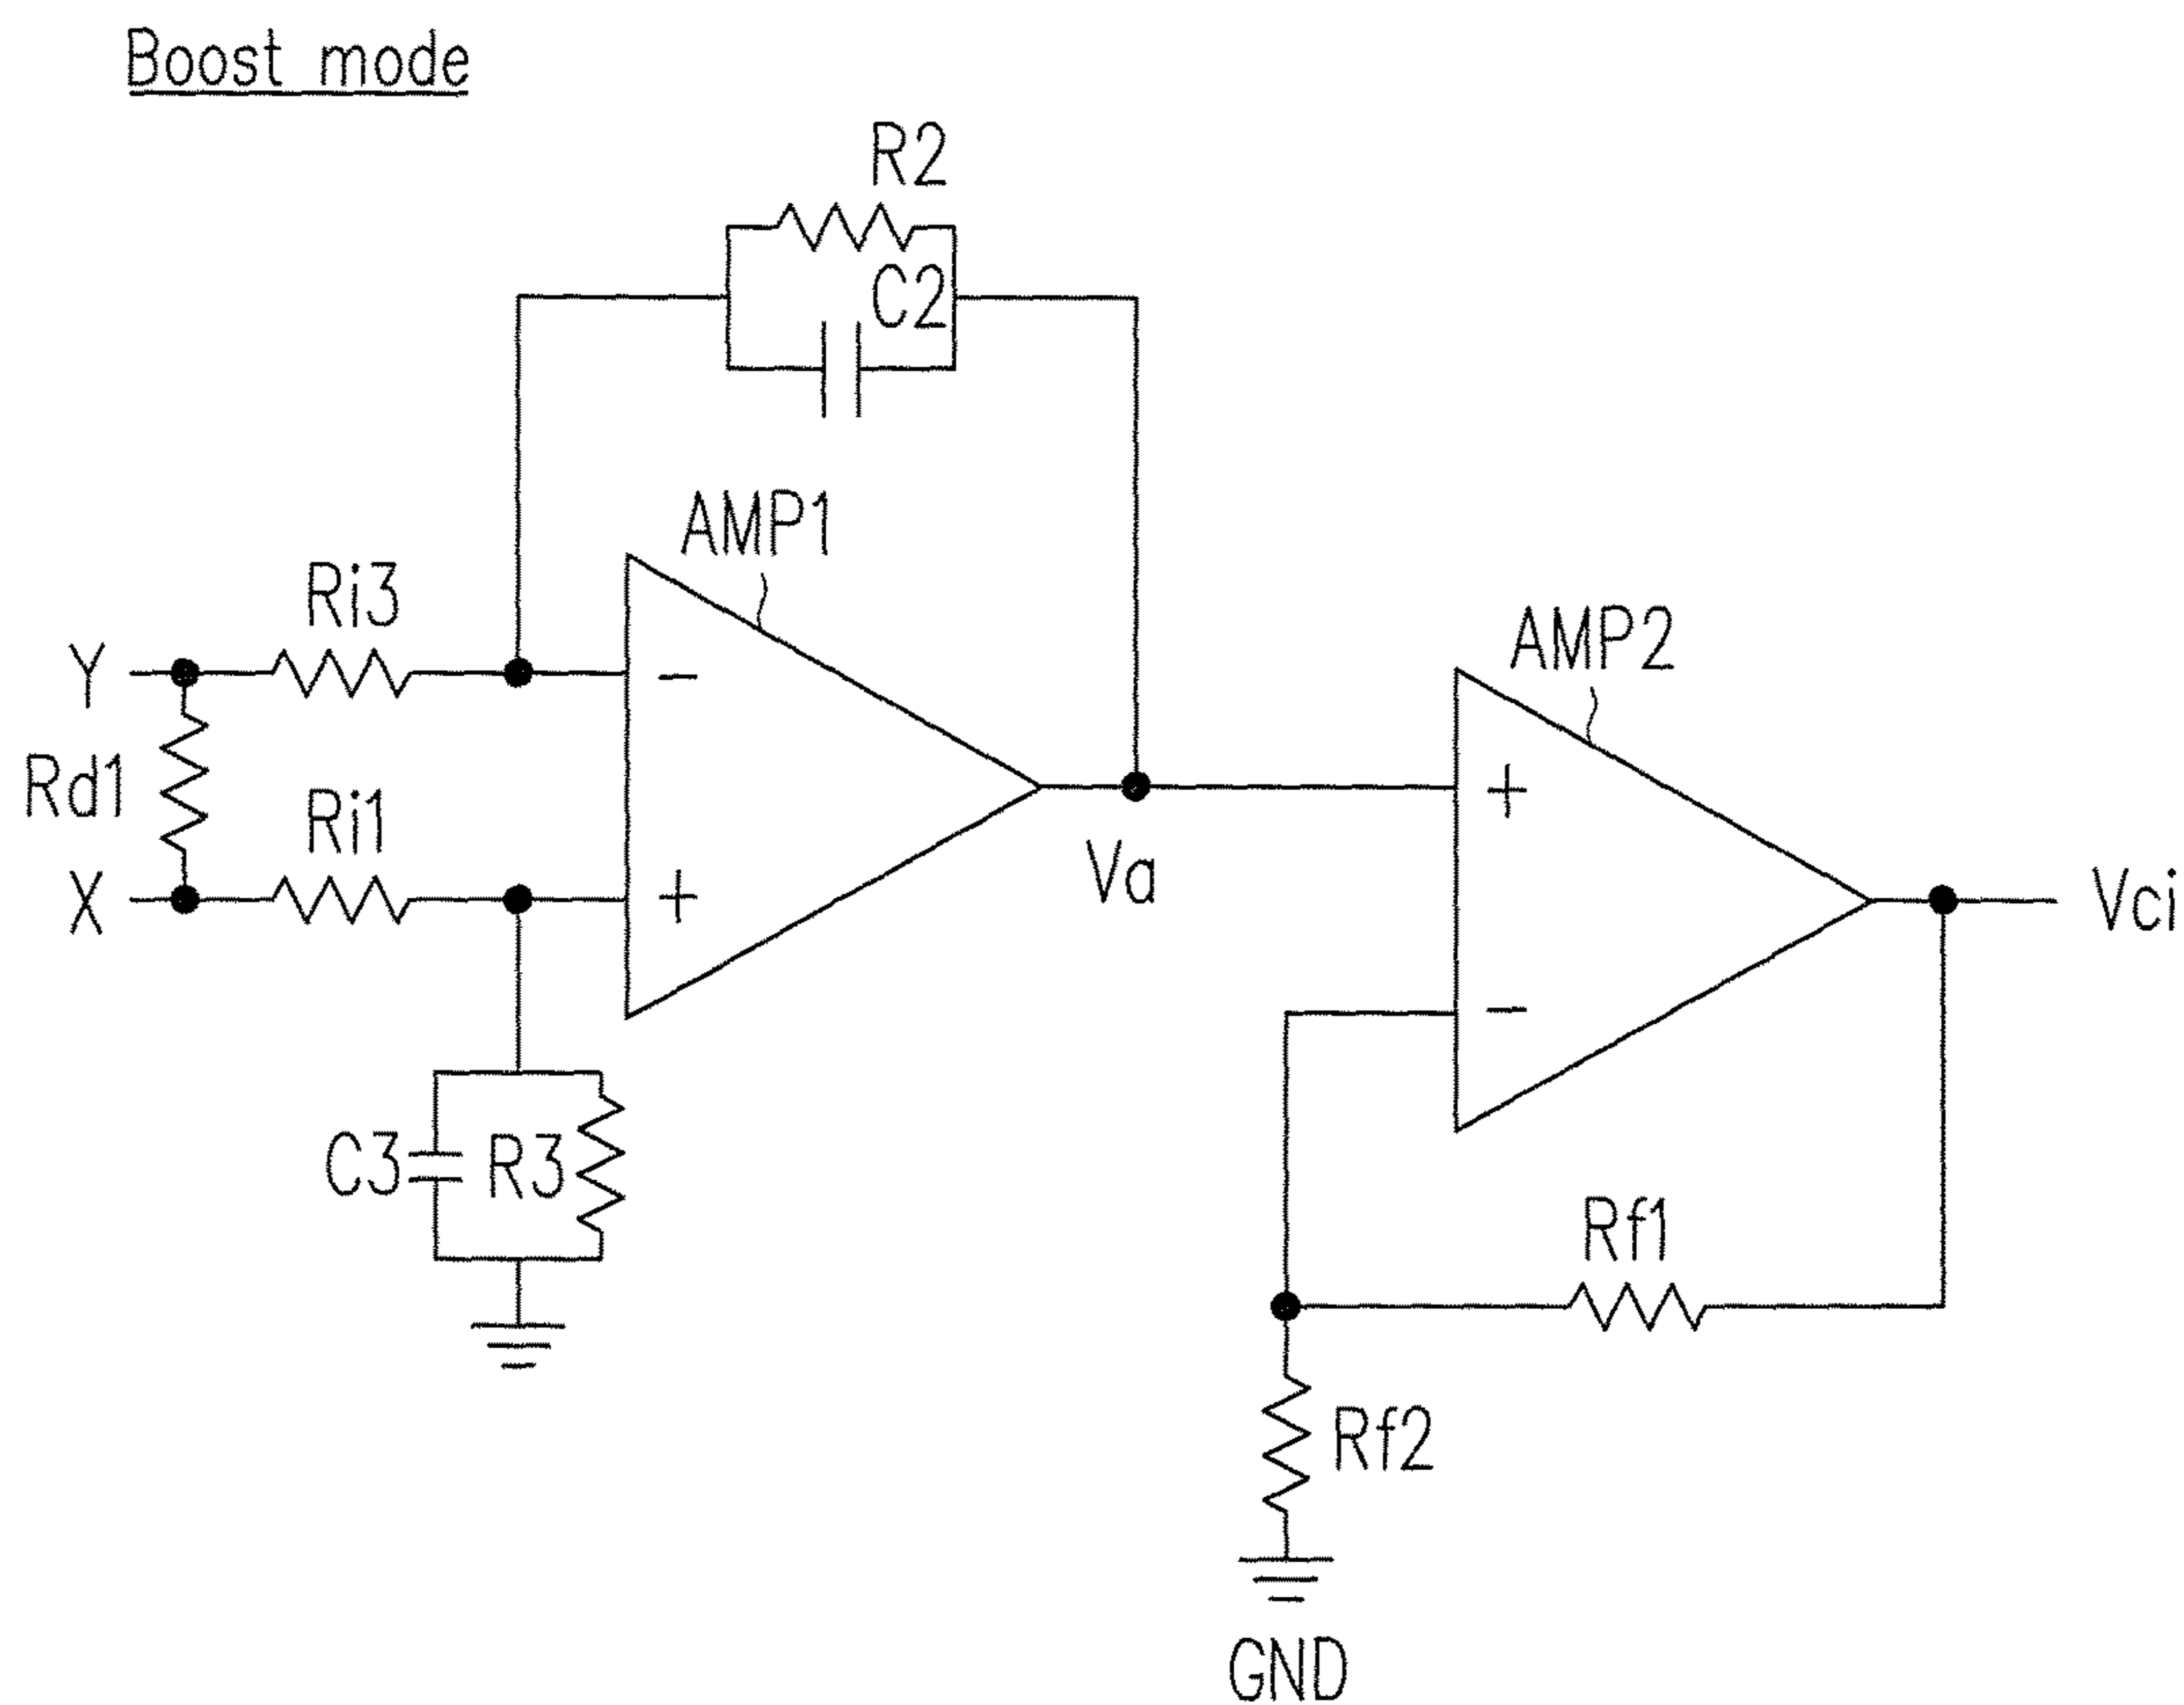 Boost mode
R2
C2
AMP1
Ri3
AMP2
Y
Rd1
Ri1
+
-
X
+
Va
Vci
-
C3
R3
Rf1
Rf2
GND